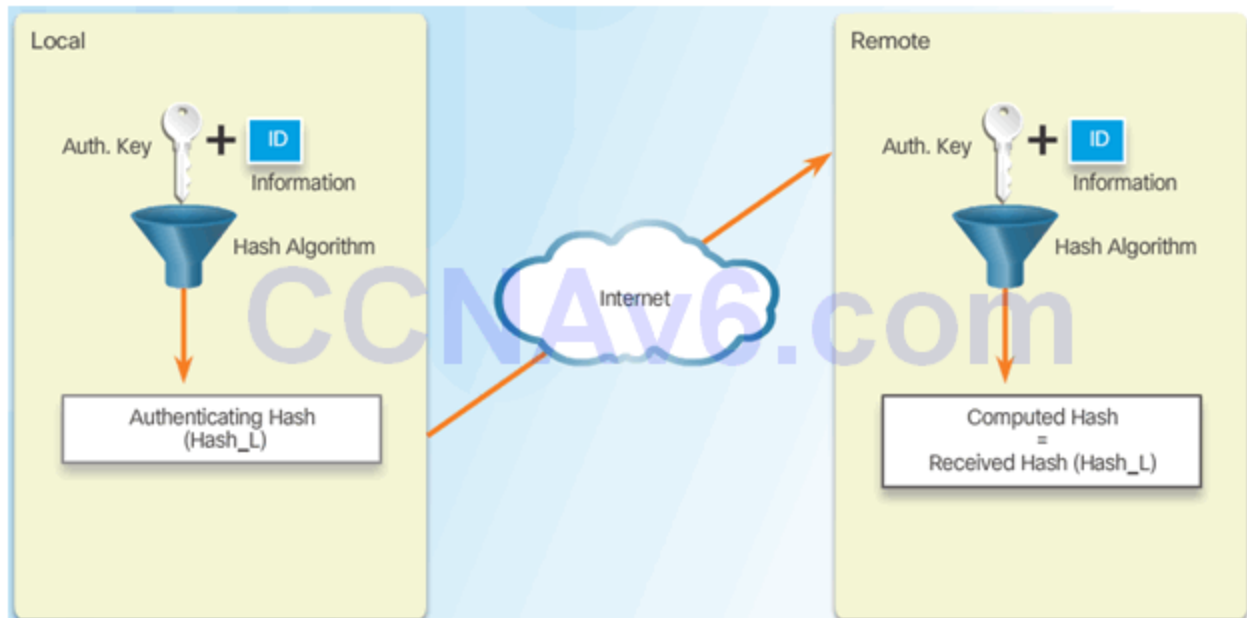 Local
Auth. Key
ID
Information
Hash Algorithm
Authenticating Hash
(Hash_L)
Internet
CCNAv6.com
Remote
Auth. Key
ID
Information
Hash Algorithm
Computed Hash
=
Received Hash (Hash_L)